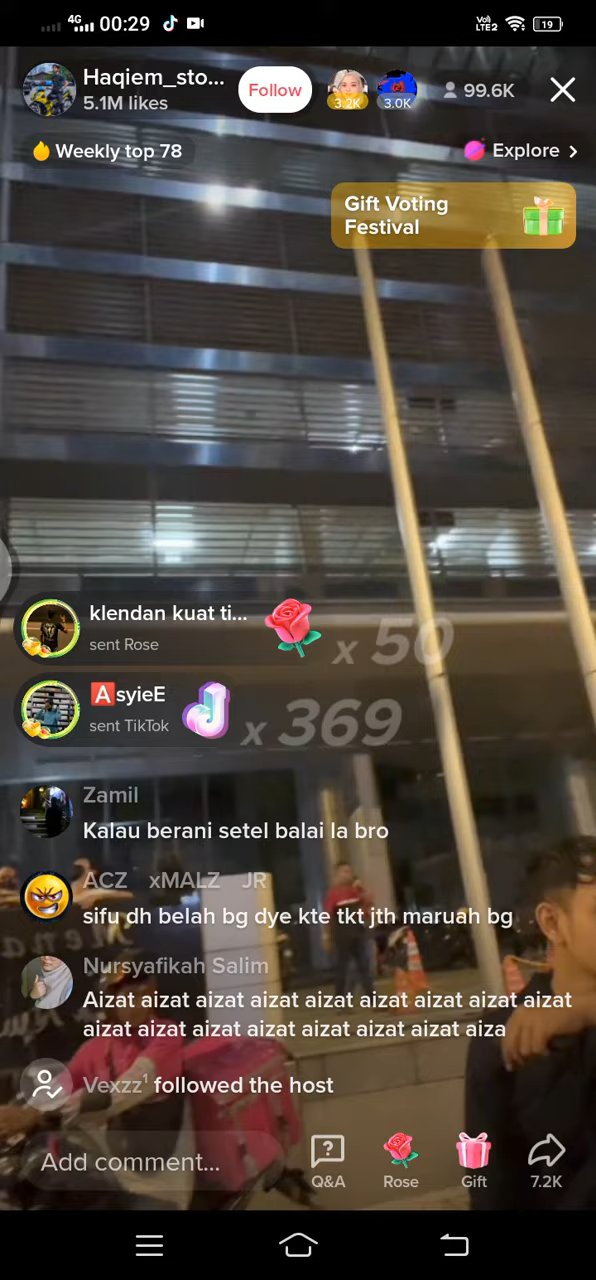 4G 00:29 VoLTE2 19
Haqiem_sto... Follow 3.2K 3.0K 99.6K
5.1M likes
Weekly top 78 Explore >
Gift Voting
Festival
klendan kuat ti...
sent Rose x 50
AsyieE
sent TikTok x 369
Zamil
Kalau berani setel balai la bro
ACZ xMALZ JR
sifu dh belah bg dye kte tkt jth maruah bg
Nursyafikah Salim
Aizat aizat aizat aizat aizat aizat aizat aizat aizat
aizat aizat aizat aizat aizat aizat aizat aiza
Vexzz¹ followed the host
Add comment...
Q&A Rose Gift 7.2K